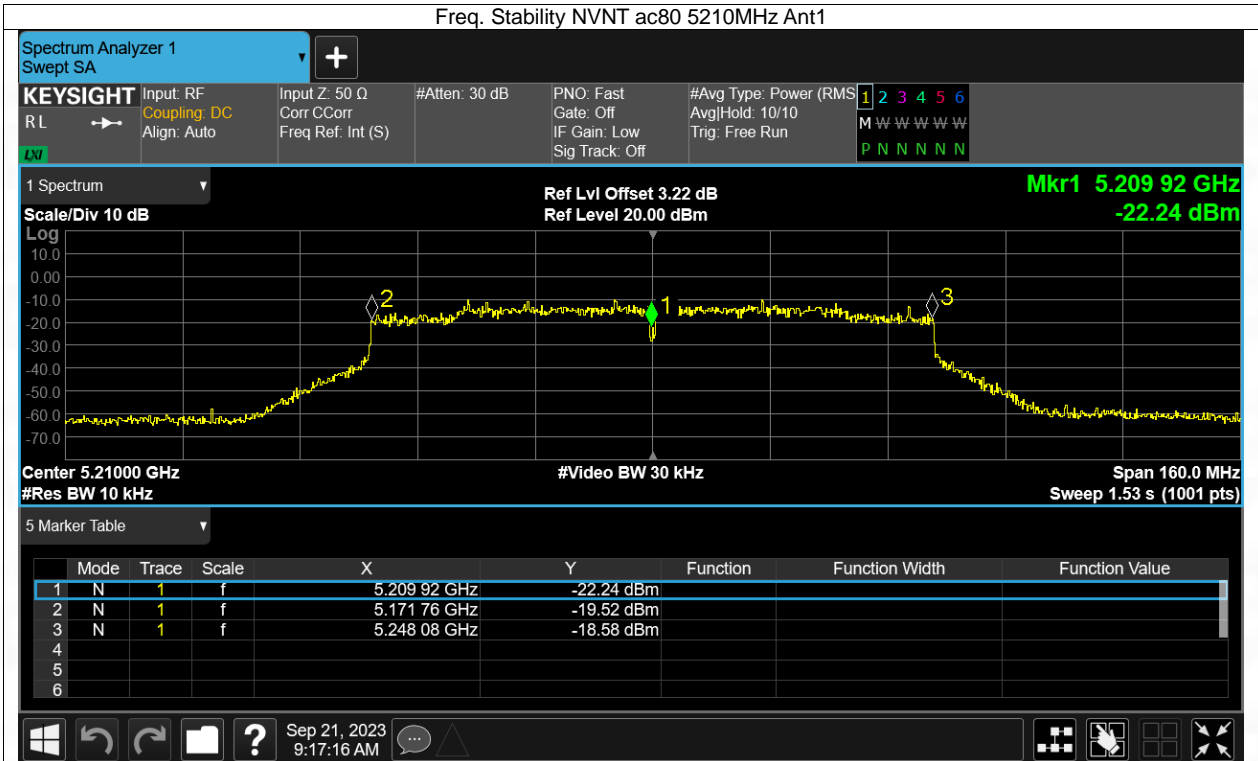 Freq. Stability NVNT ac80 5210MHz Ant1
Spectrum Analyzer 1
Swept SA
+
KEYSIGHT
R L
LXI
Input: RF
Coupling: DC
Align: Auto
Input Z: 50 Ω
Corr CCorr
Freq Ref: Int (S)
#Atten: 30 dB
PNO: Fast
Gate: Off
IF Gain: Low
Sig Track: Off
#Avg Type: Power (RMS
Avg|Hold: 10/10
Trig: Free Run
1 2 3 4 5 6
M W W W W W
P N N N N N
1 Spectrum
Scale/Div 10 dB
Ref Lvl Offset 3.22 dB
Ref Level 20.00 dBm
Mkr1 5.209 92 GHz
-22.24 dBm
Log
10.0
0.00
-10.0
-20.0
-30.0
-40.0
-50.0
-60.0
-70.0
2
1
3
Center 5.21000 GHz
#Video BW 30 kHz
Span 160.0 MHz
#Res BW 10 kHz
Sweep 1.53 s (1001 pts)
5 Marker Table
Mode Trace Scale X Y Function Function Width Function Value
1 N 1 f 5.209 92 GHz -22.24 dBm
2 N 1 f 5.171 76 GHz -19.52 dBm
3 N 1 f 5.248 08 GHz -18.58 dBm
4
5
6
?
Sep 21, 2023
9:17:16 AM